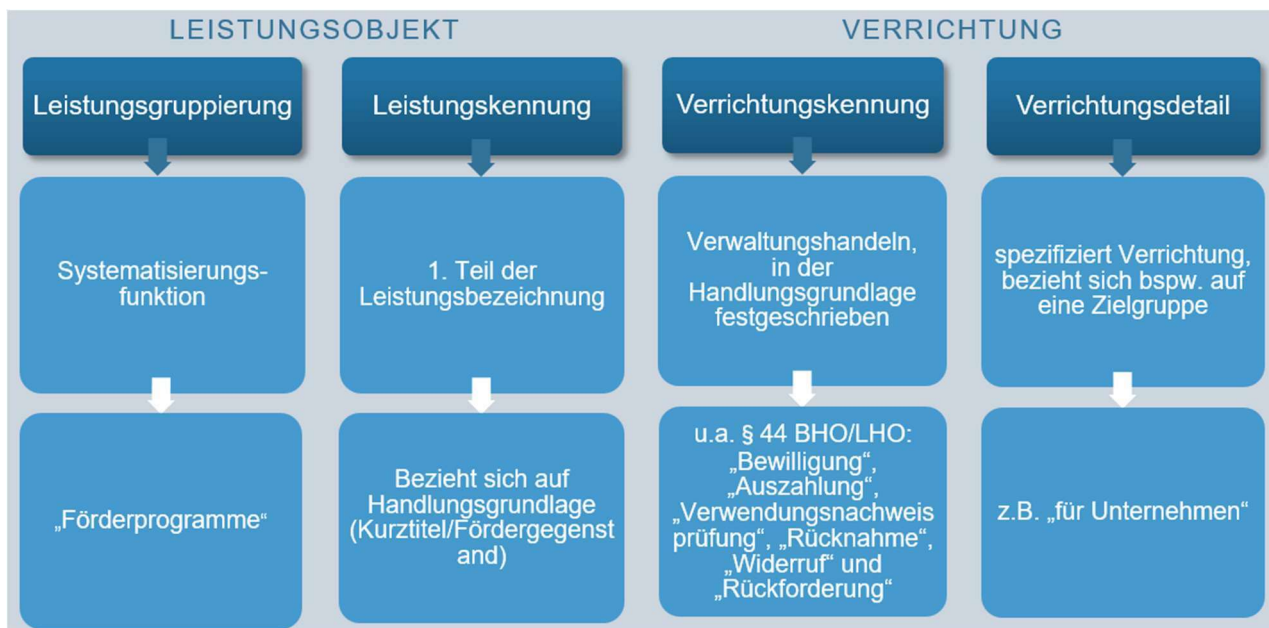 LEISTUNGSOBJEKT
VERRICHTUNG
Leistungsgruppierung
Leistungskennung
Verrichtungskennung
Verrichtungsdetail
Systematisierungs-
funktion
1. Teil der
Leistungsbezeichnung
Verwaltungshandeln,
in der
Handlungsgrundlage
festgeschrieben
spezifiziert Verrichtung,
bezieht sich bspw. auf
eine Zielgruppe
„Förderprogramme“
Bezieht sich auf
Handlungsgrundlage
(Kurztitel/Fördergegenst
and)
u.a. § 44 BHO/LHO:
„Bewilligung“,
„Auszahlung“,
„Verwendungsnachweis
prüfung“, „Rücknahme“,
„Widerruf“ und
„Rückforderung“
z.B. „für Unternehmen“